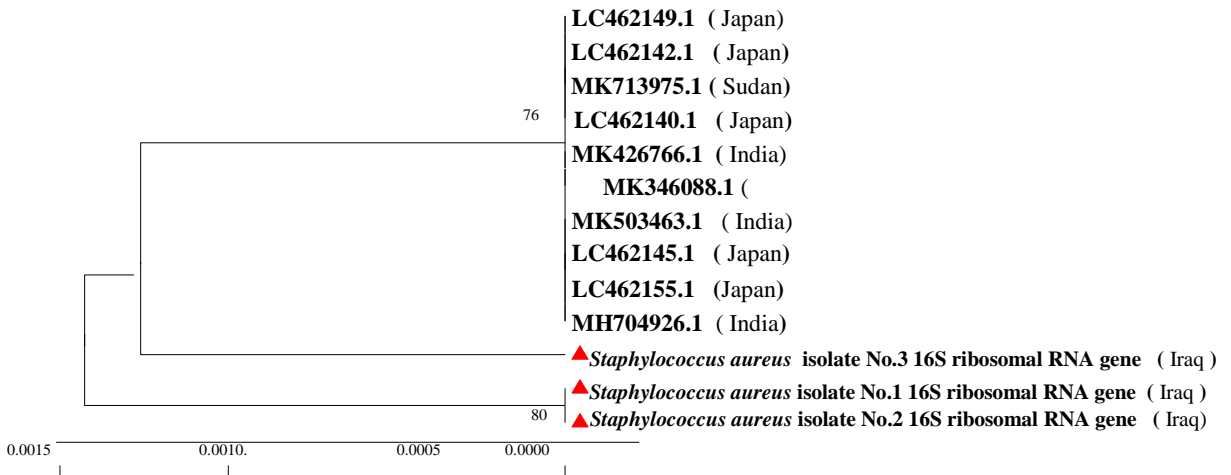 LC462149.1 ( Japan)
LC462142.1 ( Japan)
MK713975.1 ( Sudan)
76
LC462140.1 ( Japan)
MK426766.1 ( India)
MK346088.1 (
MK503463.1 ( India)
LC462145.1 ( Japan)
LC462155.1 (Japan)
MH704926.1 ( India)
Staphylococcus aureus isolate No.3 16S ribosomal RNA gene ( Iraq )
Staphylococcus aureus isolate No.1 16S ribosomal RNA gene ( Iraq )
80
Staphylococcus aureus isolate No.2 16S ribosomal RNA gene ( Iraq)
0.0015 0.0010. 0.0005 0.0000